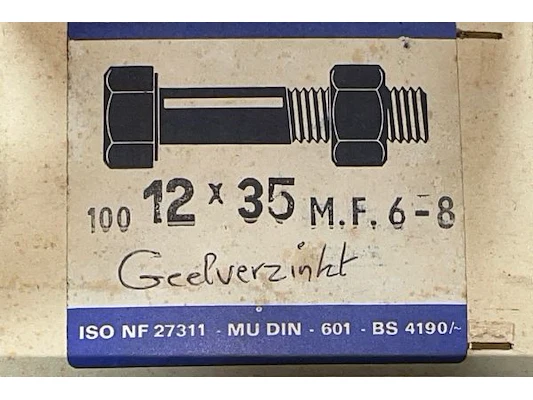 100 12 x 35 M.F. 6-8
Geelverzinkt
ISO NF 27311 - MU DIN - 601 - BS 4190/~